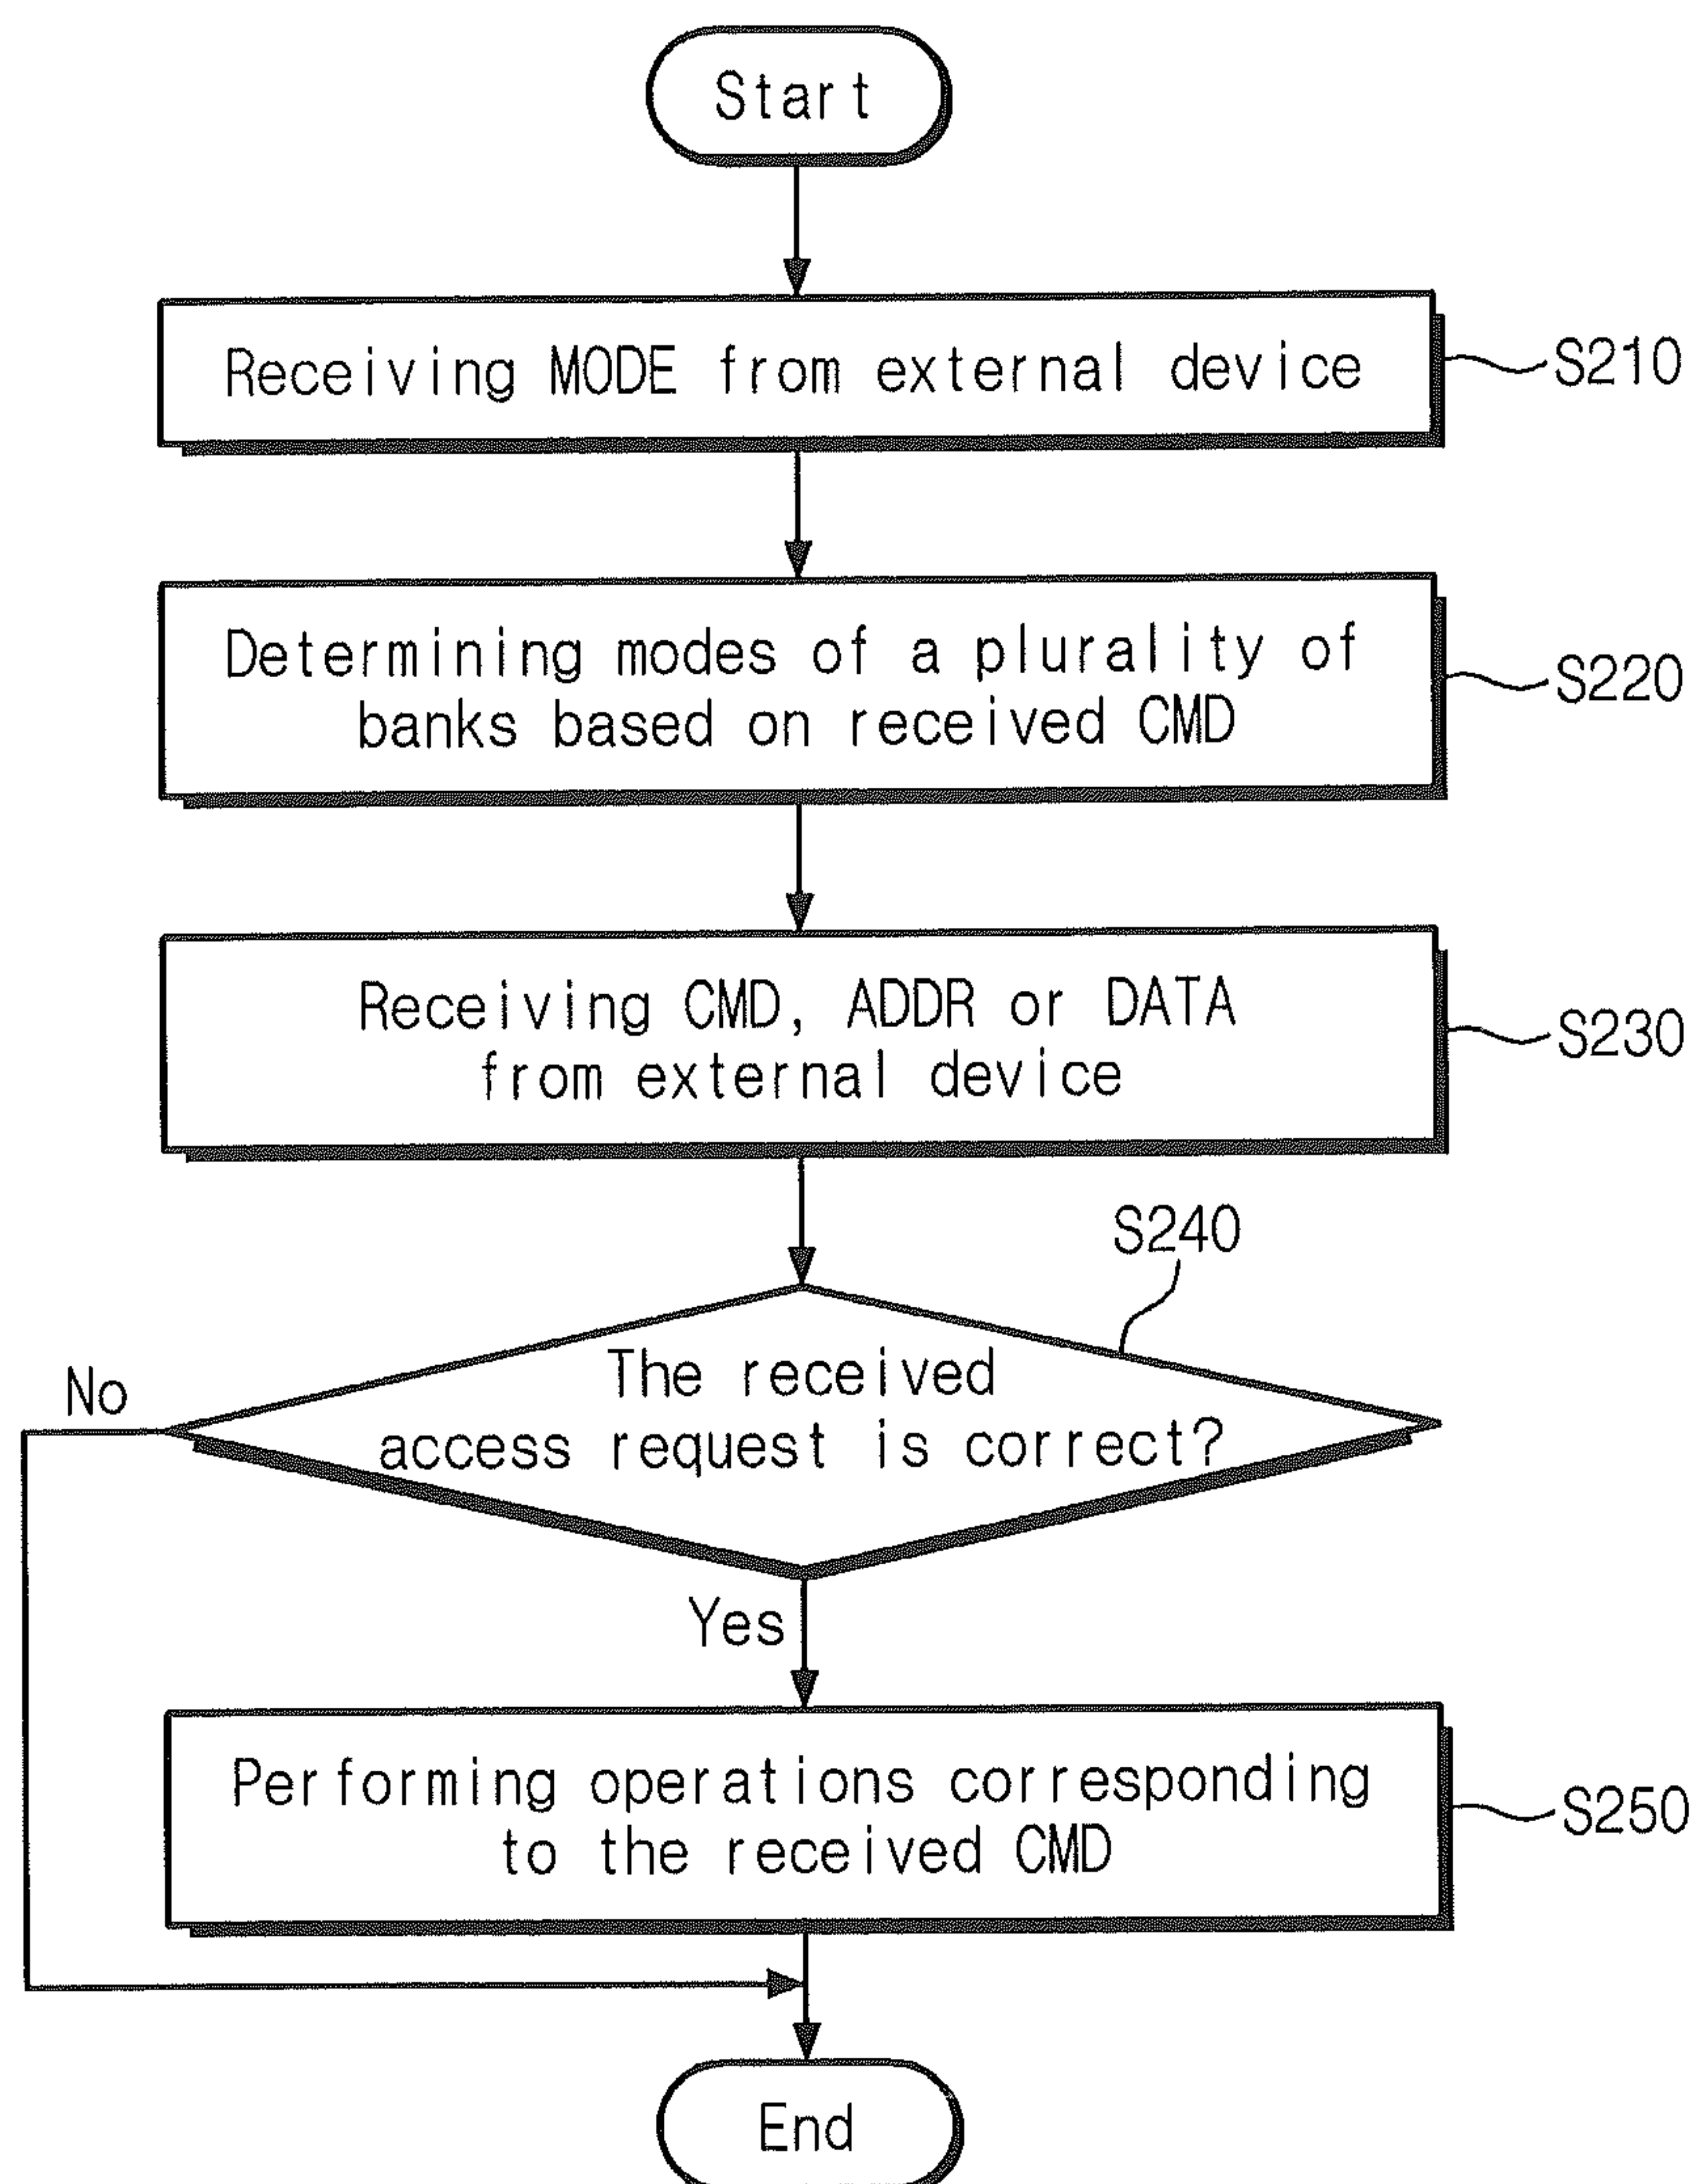 Start
Receiving MODE from external device
S210
Determining modes of a plurality of
banks based on received CMD
S220
Receiving CMD, ADDR or DATA
from external device
S230
S240
The received
access request is correct?
No
Yes
Performing operations corresponding
to the received CMD
S250
End